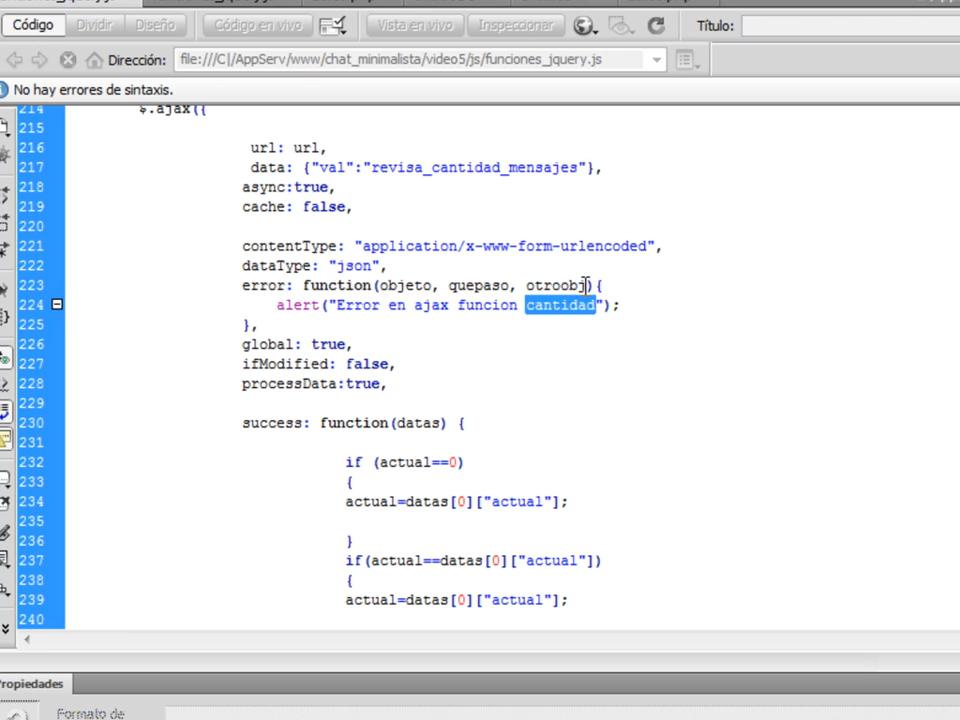 Código Dividir Diseño Código en vivo Vista en vivo Inspeccionar Título:
Dirección: file:///C|/AppServ/www/chat_minimalista/video5/js/funciones_jquery.js
No hay errores de sintaxis.
214 $.ajax({
215
216 url: url,
217 data: {"val":"revisa_cantidad_mensajes"},
218 async:true,
219 cache: false,
220
221 contentType: "application/x-www-form-urlencoded",
222 dataType: "json",
223 error: function(objeto, quepaso, otroobj){
224 alert("Error en ajax funcion cantidad");
225 },
226 global: true,
227 ifModified: false,
228 processData:true,
229
230 success: function(datas) {
231
232 if (actual==0)
233 {
234 actual=datas[0]["actual"];
235
236 }
237 if(actual==datas[0]["actual"])
238 {
239 actual=datas[0]["actual"];
240
Propiedades
Formato de